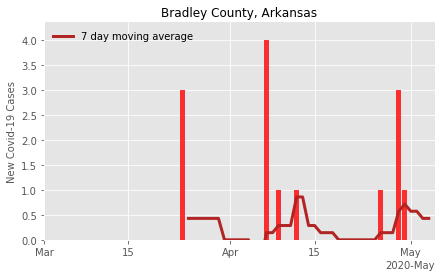 Bradley County, Arkansas
7 day moving average
New Covid-19 Cases
4.0
3.5
3.0
2.5
2.0
1.5
1.0
0.5
0.0
Mar
15
Apr
15
May
2020-May